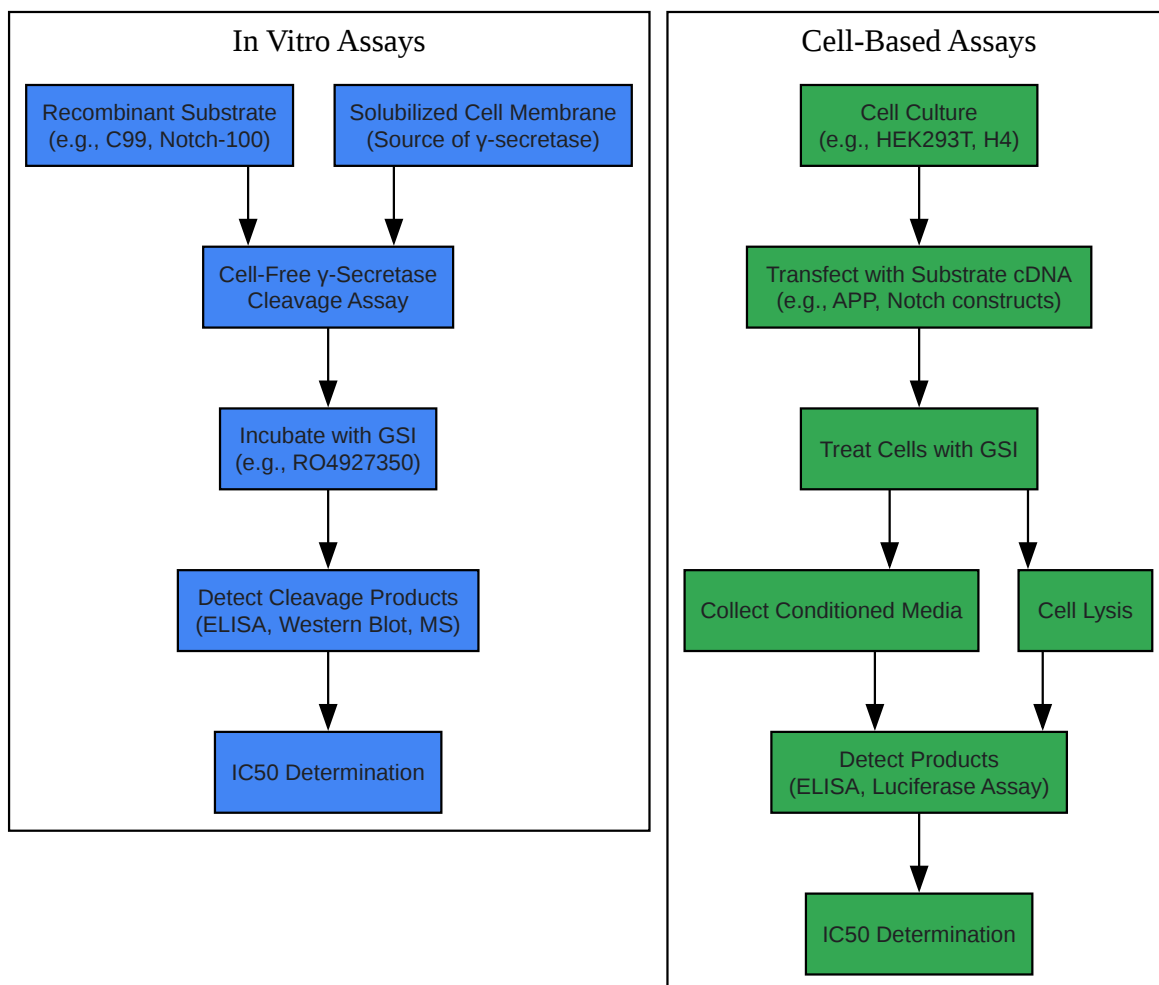 In Vitro Assays
Recombinant Substrate
(e.g., C99, Notch-100)
Solubilized Cell Membrane
(Source of γ-secretase)
Cell-Free γ-Secretase
Cleavage Assay
Incubate with GSI
(e.g., RO4927350)
Detect Cleavage Products
(ELISA, Western Blot, MS)
IC50 Determination
Cell-Based Assays
Cell Culture
(e.g., HEK293T, H4)
Transfect with Substrate cDNA
(e.g., APP, Notch constructs)
Treat Cells with GSI
Collect Conditioned Media
Cell Lysis
Detect Products
(ELISA, Luciferase Assay)
IC50 Determination